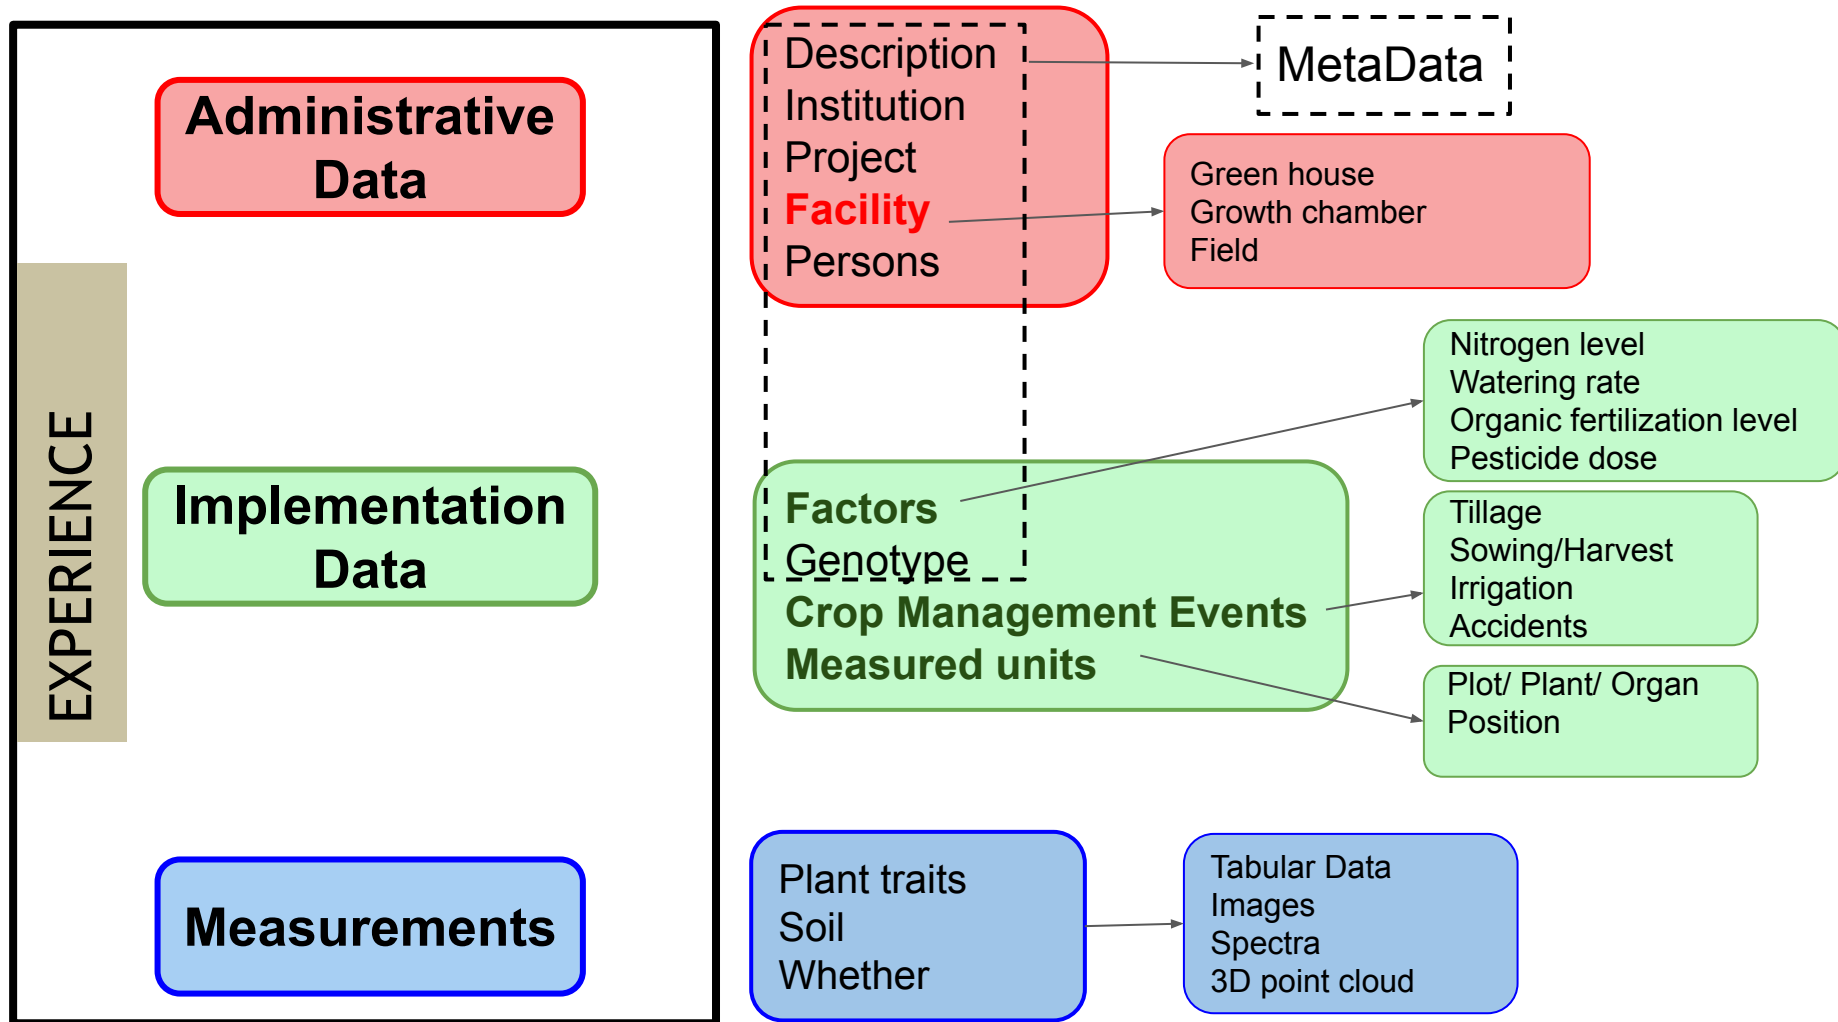 EXPERIENCE
Administrative
Data
Implementation
Data
Measurements
Description
Institution
Project
Facility
Persons
MetaData
Green house
Growth chamber
Field
Factors
Genotype
Crop Management Events
Measured units
Nitrogen level
Watering rate
Organic fertilization level
Pesticide dose
Tillage
Sowing/Harvest
Irrigation
Accidents
Plot/ Plant/ Organ
Position
Plant traits
Soil
Whether
Tabular Data
Images
Spectra
3D point cloud